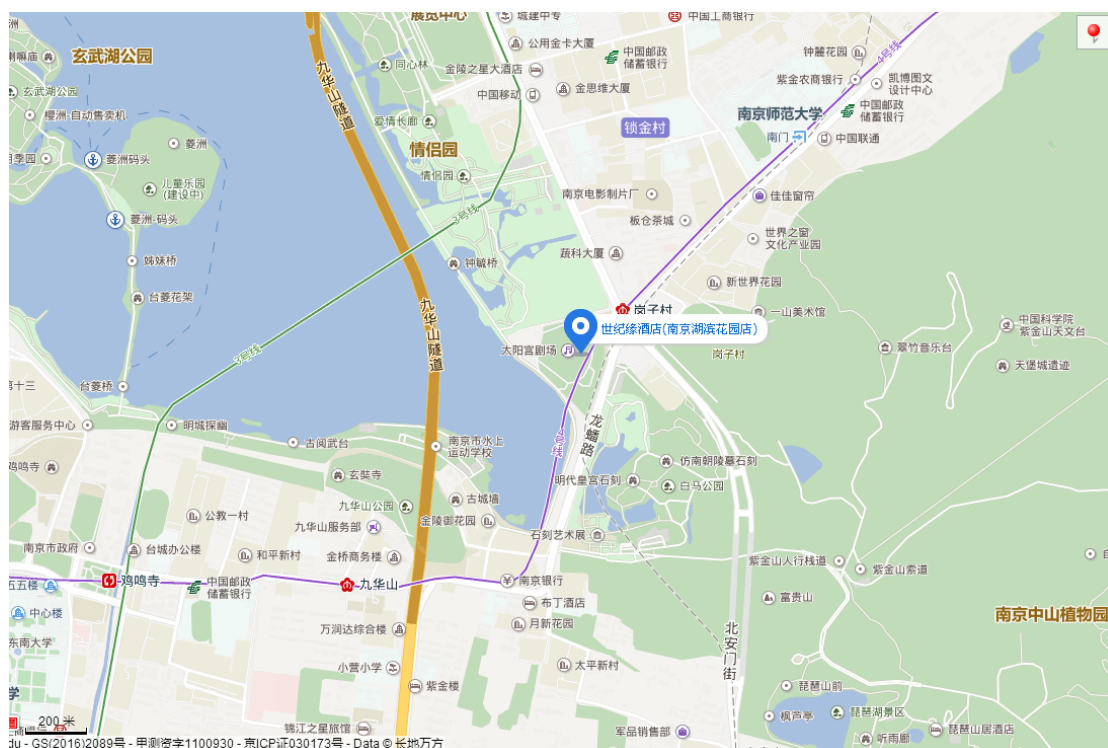 展览中心
城建中专
中国工商银行
玄武湖公园
公用金卡大厦
中国邮政
储蓄银行
钟麓花园
4号线
同心林
金陵之星大酒店
紫金农商银行
凯博图文
设计中心
九华山隧道
玄武湖公园
中国移动
金思维大厦
樱洲-自动售卖机
爱情长廊
锁金村
南京师范大学
中国邮政
储蓄银行
南门
中国联通
菱洲
情侣园
月季园
菱洲码头
儿童乐园
(建设中)
情侣园
南京电影制片厂
佳佳窗帘
菱洲-码头
3号线
板仓茶城
世界之窗
文化产业园
姊妹桥
蔬科大厦
钟毓桥
新世界花园
台菱花架
九华山隧道
岗子村
一山美术馆
中国科学院
紫金山天文台
世纪缘酒店(南京湖滨花园店)
3号线
太阳宫剧场
岗子村
翠竹音乐台
天堡城遗迹
台菱桥
十三
游客服务中心
明城探幽
古阅武台
南京市水上
运动学校
4号线
龙蟠路
鸡鸣寺
玄奘寺
仿南朝陵墓石刻
明代皇宫石刻
白马公园
九华山公园
古城墙
公教一村
九华山服务部
金陵御花园
石刻艺术展
南京市政府
台城办公楼
和平新村
金桥商务楼
紫金山人行栈道
紫金山索道
五五楼
鸡鸣寺
中国邮政
储蓄银行
九华山
南京银行
中心楼
布丁酒店
富贵山
南京中山植物园
东南大学
万润达综合楼
月新花园
北安门街
小营小学
太平新村
紫金楼
琵琶山前
200 米
锦江之星旅馆
枫芦亭
琵琶湖景区
军品销售部
听雨廊
琵琶山居酒店
du - GS(2016)2089号 - 甲测资字1100930 - 京ICP证030173号 - Data © 长地万方